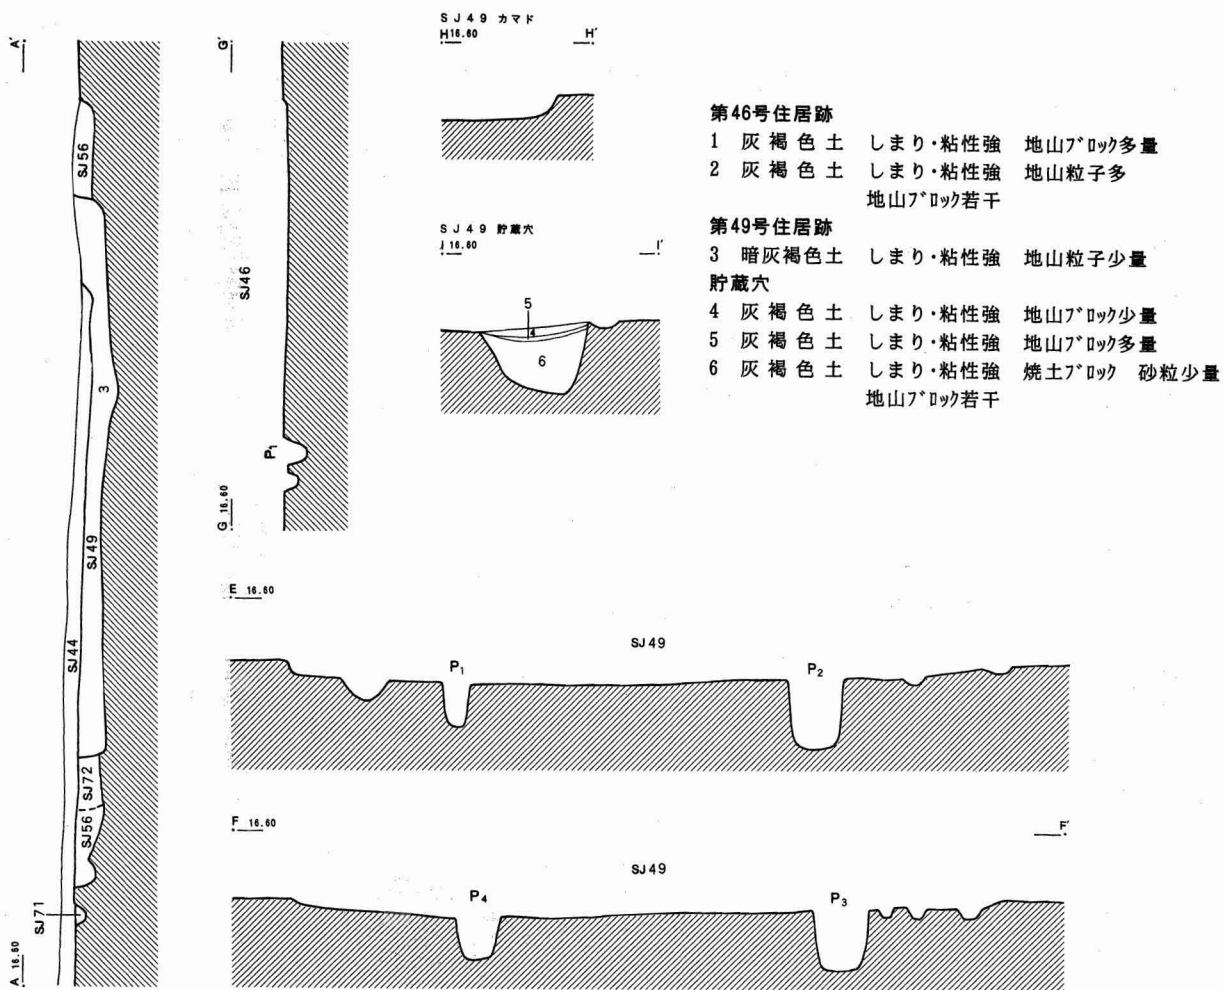 A'
SJ56
3
SJ49
SJ44
SJ72
SJ56
SJ71
A 16.60
G'
SJ46
P1
G 16.60
SJ49 カマド
H 16.60 H'
SJ49 貯蔵穴
I 16.60 I'
5
4
6
第46号住居跡
1 灰褐色土 しまり・粘性強 地山ブロック多量
2 灰褐色土 しまり・粘性強 地山粒子多
地山ブロック若干
第49号住居跡
3 暗灰褐色土 しまり・粘性強 地山粒子少量
貯蔵穴
4 灰褐色土 しまり・粘性強 地山ブロック少量
5 灰褐色土 しまり・粘性強 地山ブロック多量
6 灰褐色土 しまり・粘性強 焼土ブロック 砂粒少量
地山ブロック若干
E 16.60
SJ49
P1 P2
F 16.60 F'
SJ49
P4 P3